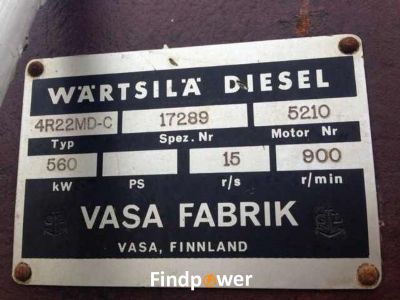 WÄRTSILÄ DIESEL
4R22MD-C 17289 5210
Typ Spez. Nr Motor Nr
560 15 900
kW PS r/s r/min
VASA FABRIK
VASA, FINNLAND
Findpower